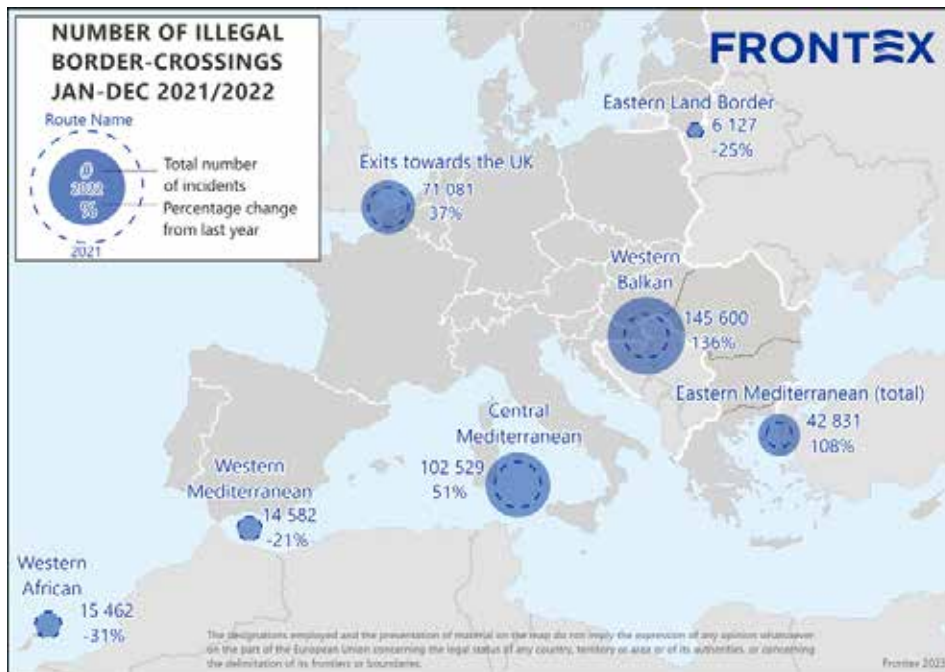 NUMBER OF ILLEGAL
BORDER-CROSSINGS
JAN-DEC 2021/2022
Route Name
#
2022
%
Total number
of incidents
Percentage change
from last year
2021
FRONTEX
Eastern Land Border
6 127
-25%
Exits towards the UK
71 081
37%
Western
Balkan
145 600
136%
Eastern Mediterranean (total)
42 831
108%
Central
Mediterranean
102 529
51%
Western
Mediterranean
14 582
-21%
Western
African
15 462
-31%
The designations employed and the presentation of material on the map do not imply the expression of any opinion whatsoever
on the part of the European Union concerning the legal status of any country, territory or area or of its authorities, or concerning
the delimitation of its frontiers or boundaries.
Frontex 2023